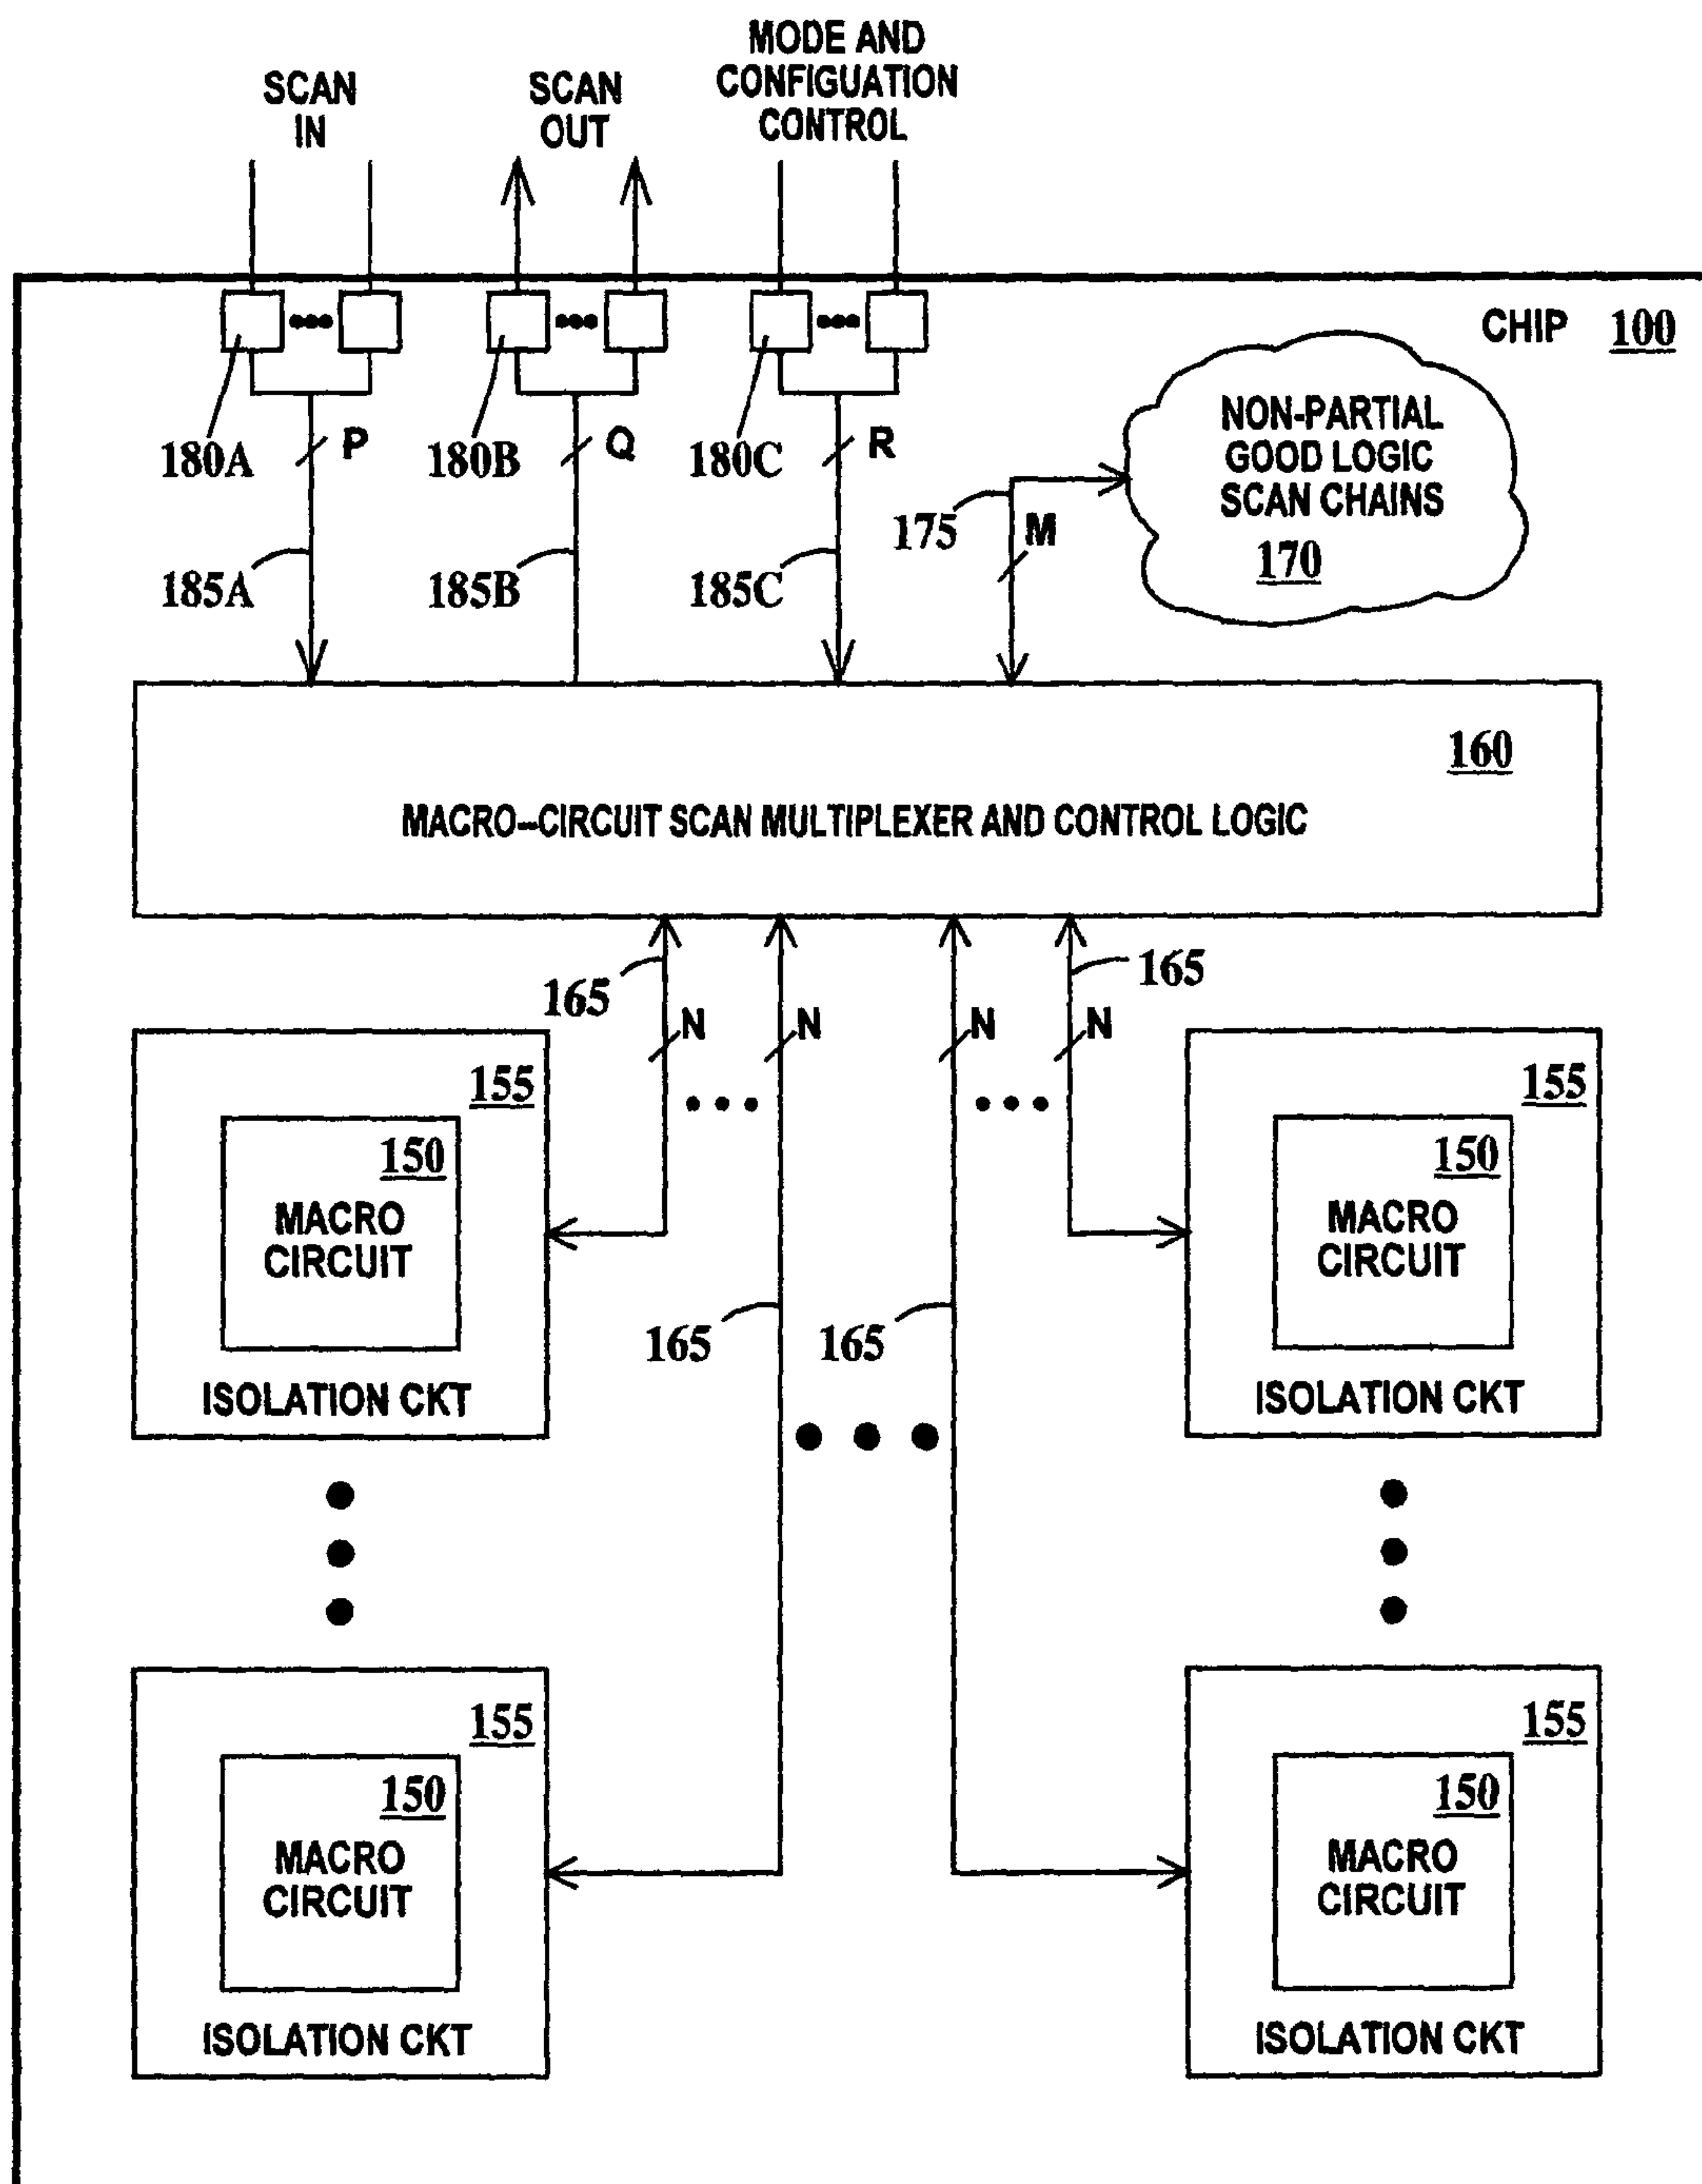 SCAN
IN
SCAN
OUT
MODE AND
CONFIGUATION
CONTROL
CHIP 100
180A
P
180B
Q
180C
R
175
M
NON-PARTIAL
GOOD LOGIC
SCAN CHAINS
170
185A
185B
185C
160
MACRO-CIRCUIT SCAN MULTIPLEXER AND CONTROL LOGIC
165
165
N
N
N
N
155
150
MACRO
CIRCUIT
ISOLATION CKT
155
150
MACRO
CIRCUIT
ISOLATION CKT
165
165
155
150
MACRO
CIRCUIT
ISOLATION CKT
155
150
MACRO
CIRCUIT
ISOLATION CKT